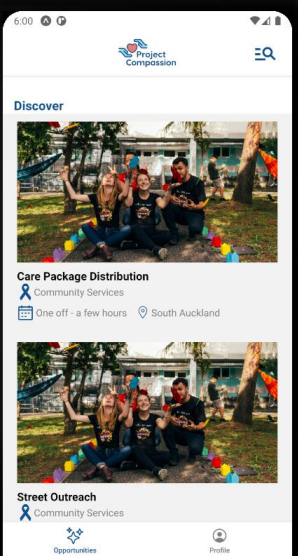 6:00
Project
Compassion
Discover
Care Package Distribution
Community Services
One off - a few hours South Auckland
Street Outreach
Community Services
Opportunities Profile